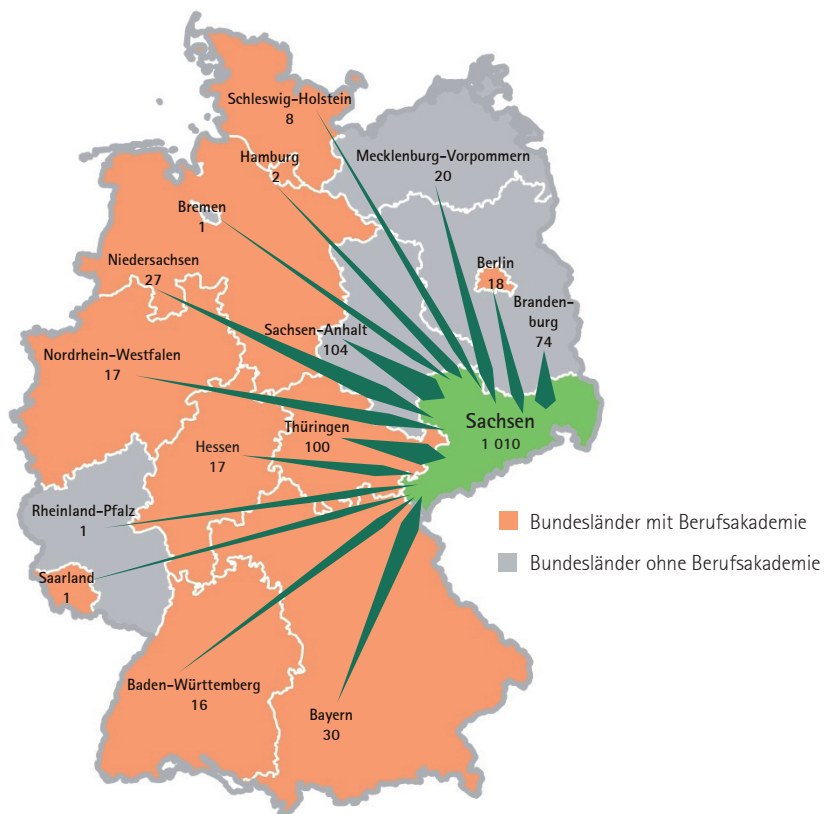 Schleswig-Holstein
8
Hamburg
2
Mecklenburg-Vorpommern
20
Bremen
1
Niedersachsen
27
Berlin
18
Branden-
burg
74
Sachsen-Anhalt
104
Nordrhein-Westfalen
17
Sachsen
1 010
Thüringen
100
Hessen
17
Rheinland-Pfalz
1
Saarland
1
Baden-Württemberg
16
Bayern
30
Bundesländer mit Berufsakademie
Bundesländer ohne Berufsakademie